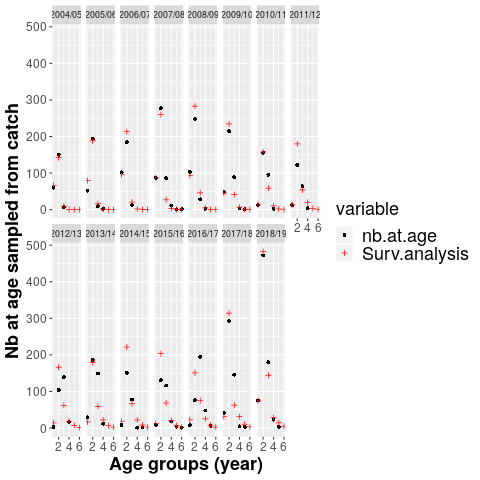 2004/05 2005/06 2006/07 2007/08 2008/09 2009/10 2010/11 2011/12
500
400
300
200
100
0
2 4 6
2012/13 2013/14 2014/15 2015/16 2016/17 2017/18 2018/19
500
400
300
200
100
0
2 4 6 2 4 6 2 4 6 2 4 6 2 4 6 2 4 6 2 4 6
Age groups (year)
Nb at age sampled from catch
variable
nb.at.age
Surv.analysis